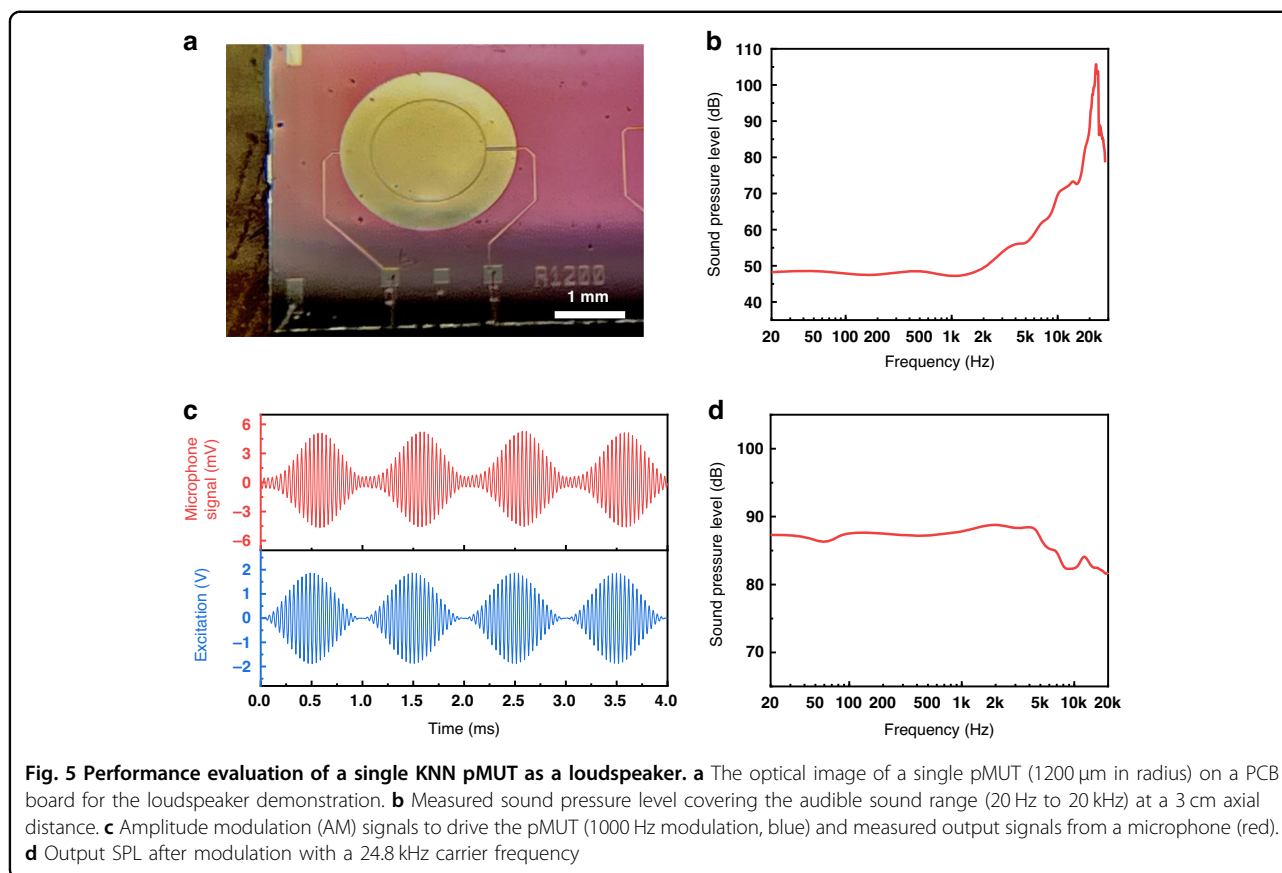 a
R1200
1 mm
b
Sound pressure level (dB)
110
100
90
80
70
60
50
40
20 50 100 200 500 1k 2k 5k 10k 20k
Frequency (Hz)
c
Microphone
signal (mV)
6
3
0
−3
−6
Excitation (V)
2
1
0
−1
−2
0.0 0.5 1.0 1.5 2.0 2.5 3.0 3.5 4.0
Time (ms)
d
Sound pressure level (dB)
100
90
80
70
20 50 100 200 500 1k 2k 5k 10k 20k
Frequency (Hz)
Fig. 5 Performance evaluation of a single KNN pMUT as a loudspeaker. a The optical image of a single pMUT (1200 μm in radius) on a PCB
board for the loudspeaker demonstration. b Measured sound pressure level covering the audible sound range (20 Hz to 20 kHz) at a 3 cm axial
distance. c Amplitude modulation (AM) signals to drive the pMUT (1000 Hz modulation, blue) and measured output signals from a microphone (red).
d Output SPL after modulation with a 24.8 kHz carrier frequency